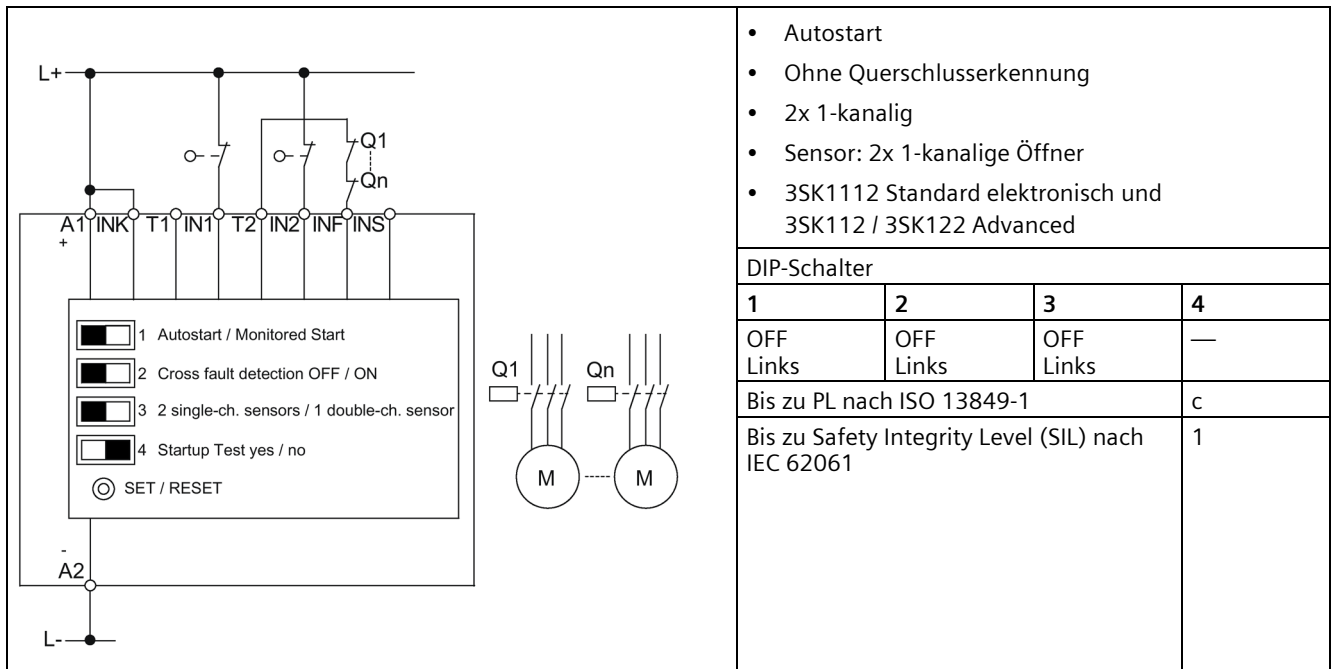 L+
Q1
Qn
A1 INK T1 IN1 T2 IN2 INF INS
+
1 Autostart / Monitored Start
2 Cross fault detection OFF / ON
3 2 single-ch. sensors / 1 double-ch. sensor
4 Startup Test yes / no
SET / RESET
-
A2
L-
Q1
Qn
M
M
• Autostart
• Ohne Querschlusserkennung
• 2x 1-kanalig
• Sensor: 2x 1-kanalige Öffner
• 3SK1112 Standard elektronisch und
3SK112 / 3SK122 Advanced
DIP-Schalter
1 2 3 4
OFF OFF OFF —
Links Links Links
Bis zu PL nach ISO 13849-1 c
Bis zu Safety Integrity Level (SIL) nach 1
IEC 62061